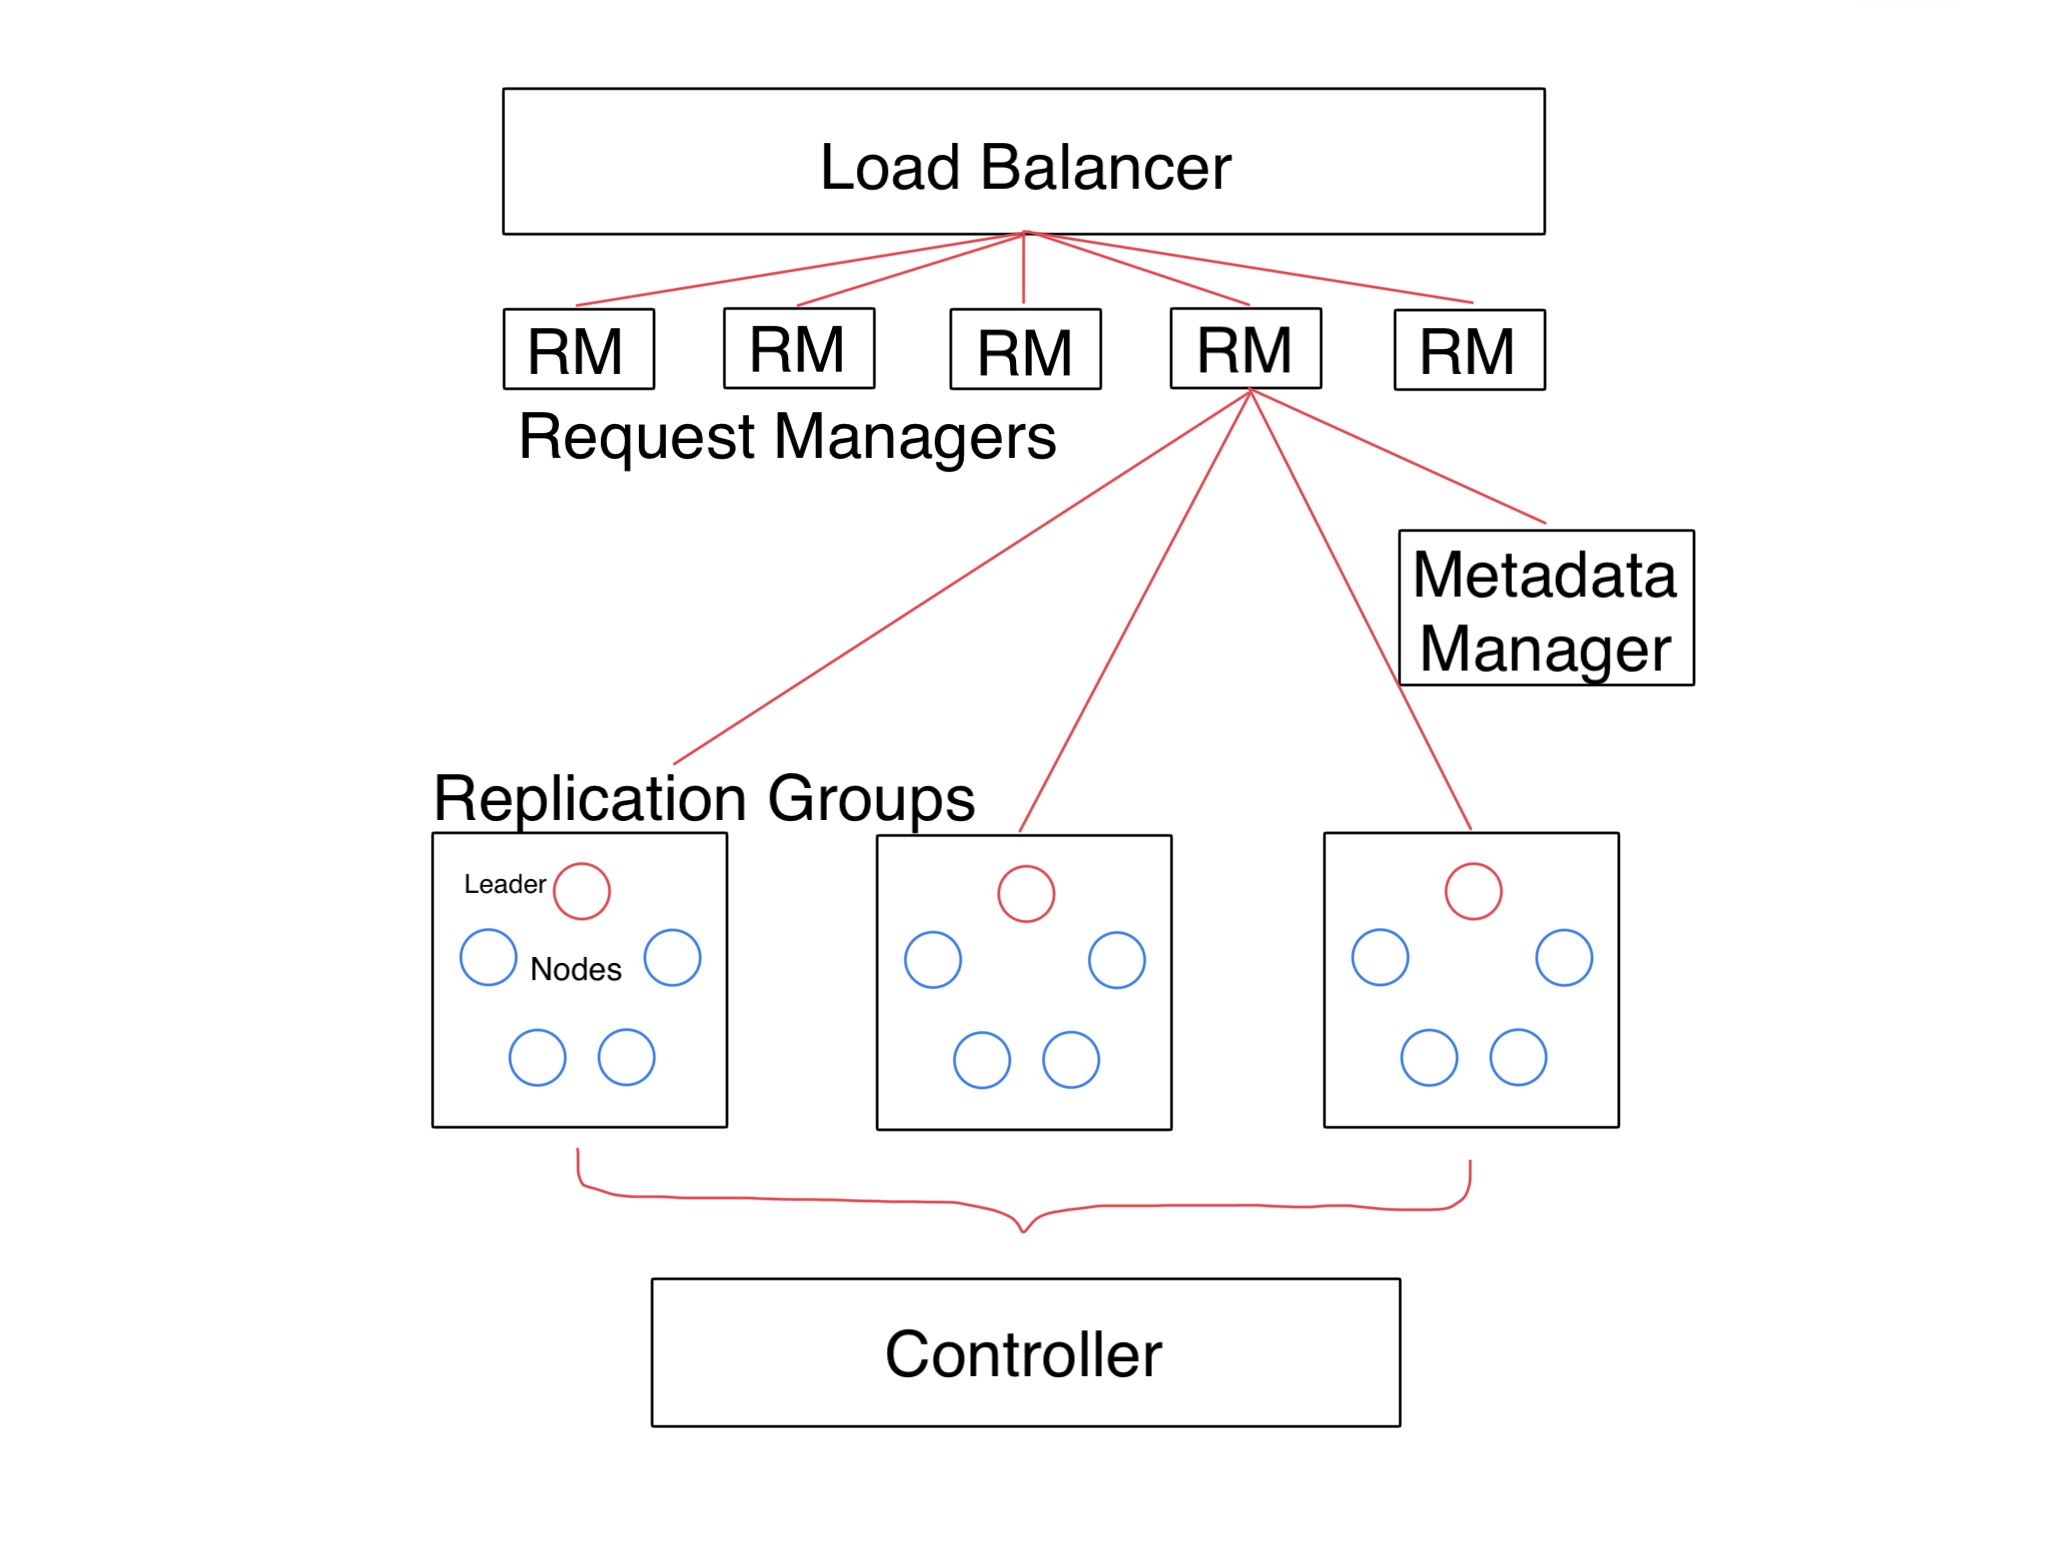 Load Balancer
RM
RM
RM
RM
RM
Request Managers
Metadata
Manager
Replication Groups
Leader
Nodes
Controller